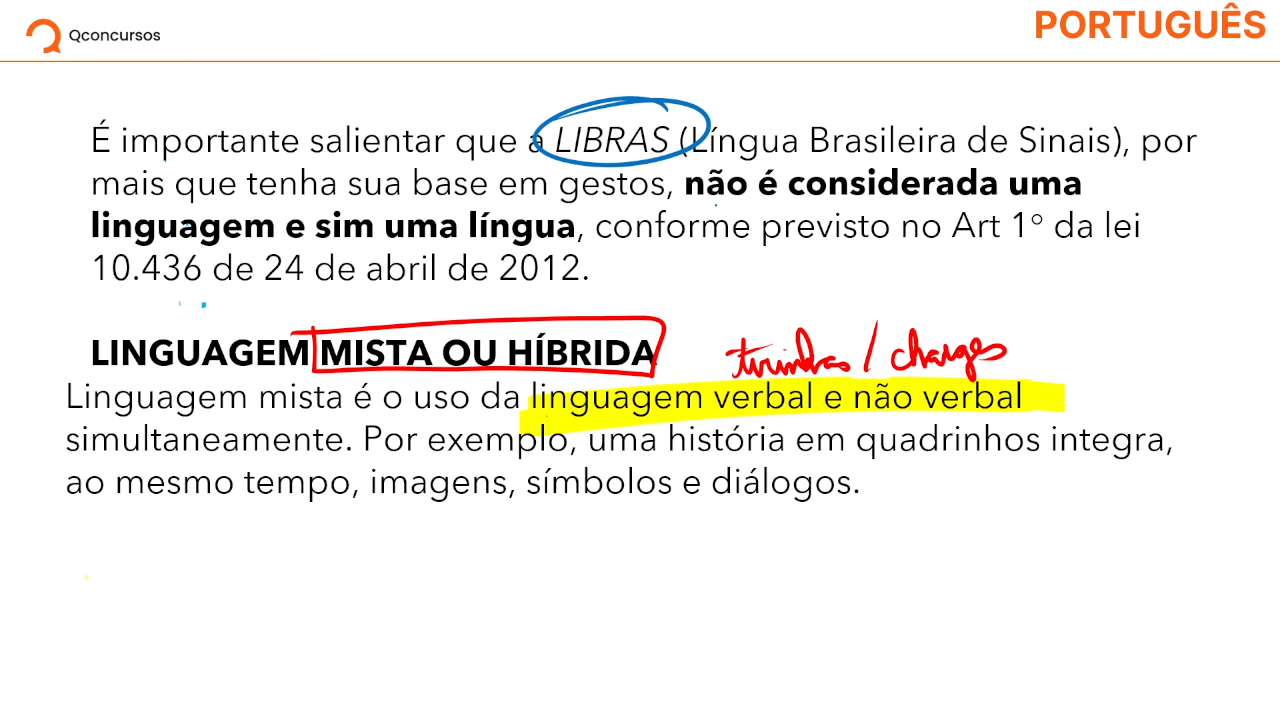 Qconcursos
PORTUGUÊS
É importante salientar que a LIBRAS (Língua Brasileira de Sinais), por
mais que tenha sua base em gestos, não é considerada uma
linguagem e sim uma língua, conforme previsto no Art 1º da lei
10.436 de 24 de abril de 2012.
LINGUAGEM MISTA OU HÍBRIDA
tirinhas / charges
Linguagem mista é o uso da linguagem verbal e não verbal
simultaneamente. Por exemplo, uma história em quadrinhos integra,
ao mesmo tempo, imagens, símbolos e diálogos.